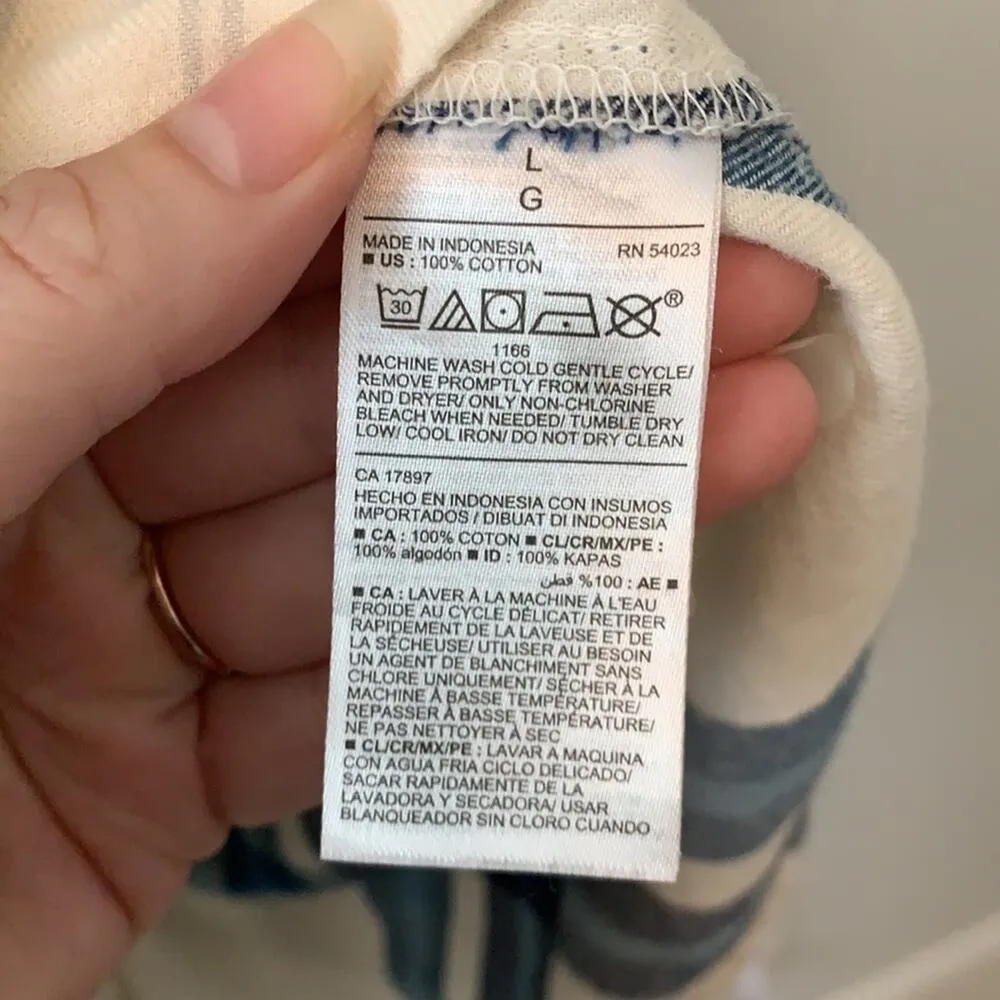 L
G
MADE IN INDONESIA RN 54023
■ US : 100% COTTON
30 ®
1166
MACHINE WASH COLD GENTLE CYCLE/
REMOVE PROMPTLY FROM WASHER
AND DRYER/ ONLY NON-CHLORINE
BLEACH WHEN NEEDED/ TUMBLE DRY
LOW/ COOL IRON/ DO NOT DRY CLEAN
CA 17897
HECHO EN INDONESIA CON INSUMOS
IMPORTADOS / DIBUAT DI INDONESIA
■ CA : 100% COTON ■ CL/CR/MX/PE :
100% algodón ■ ID : 100% KAPAS
■ AE : 100% قطن
■ CA : LAVER À LA MACHINE À L'EAU
FROIDE AU CYCLE DÉLICAT/ RETIRER
RAPIDEMENT DE LA LAVEUSE ET DE
LA SÉCHEUSE/ UTILISER AU BESOIN
UN AGENT DE BLANCHIMENT SANS
CHLORE UNIQUEMENT/ SÉCHER À LA
MACHINE À BASSE TEMPÉRATURE/
REPASSER À BASSE TEMPÉRATURE/
NE PAS NETTOYER À SEC
■ CL/CR/MX/PE : LAVAR A MAQUINA
CON AGUA FRIA CICLO DELICADO/
SACAR RAPIDAMENTE DE LA
LAVADORA Y SECADORA/ USAR
BLANQUEADOR SIN CLORO CUANDO